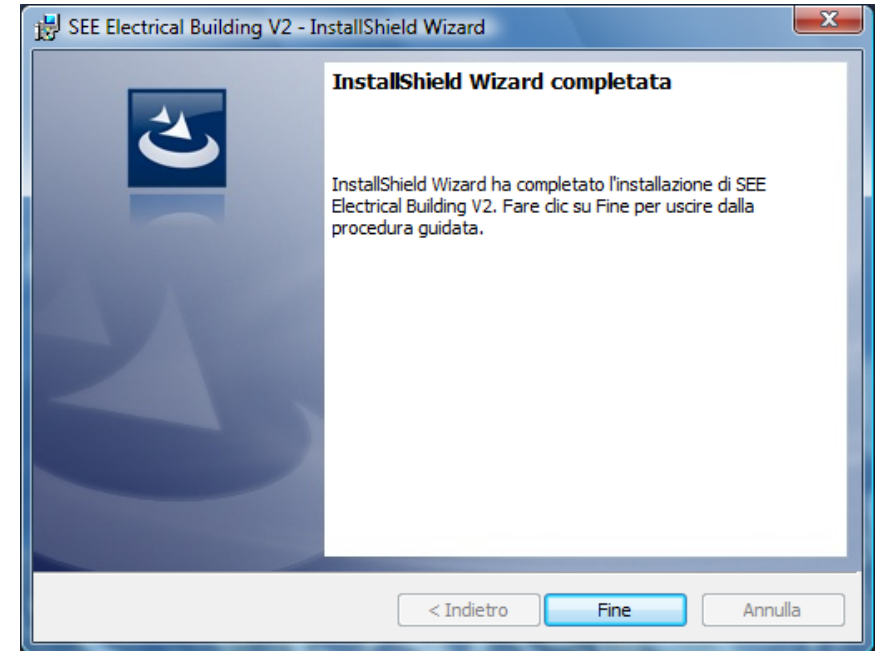 SEE Electrical Building V2 - InstallShield Wizard
InstallShield Wizard completata
InstallShield Wizard ha completato l'installazione di SEE
Electrical Building V2. Fare clic su Fine per uscire dalla
procedura guidata.
< Indietro
Fine
Annulla